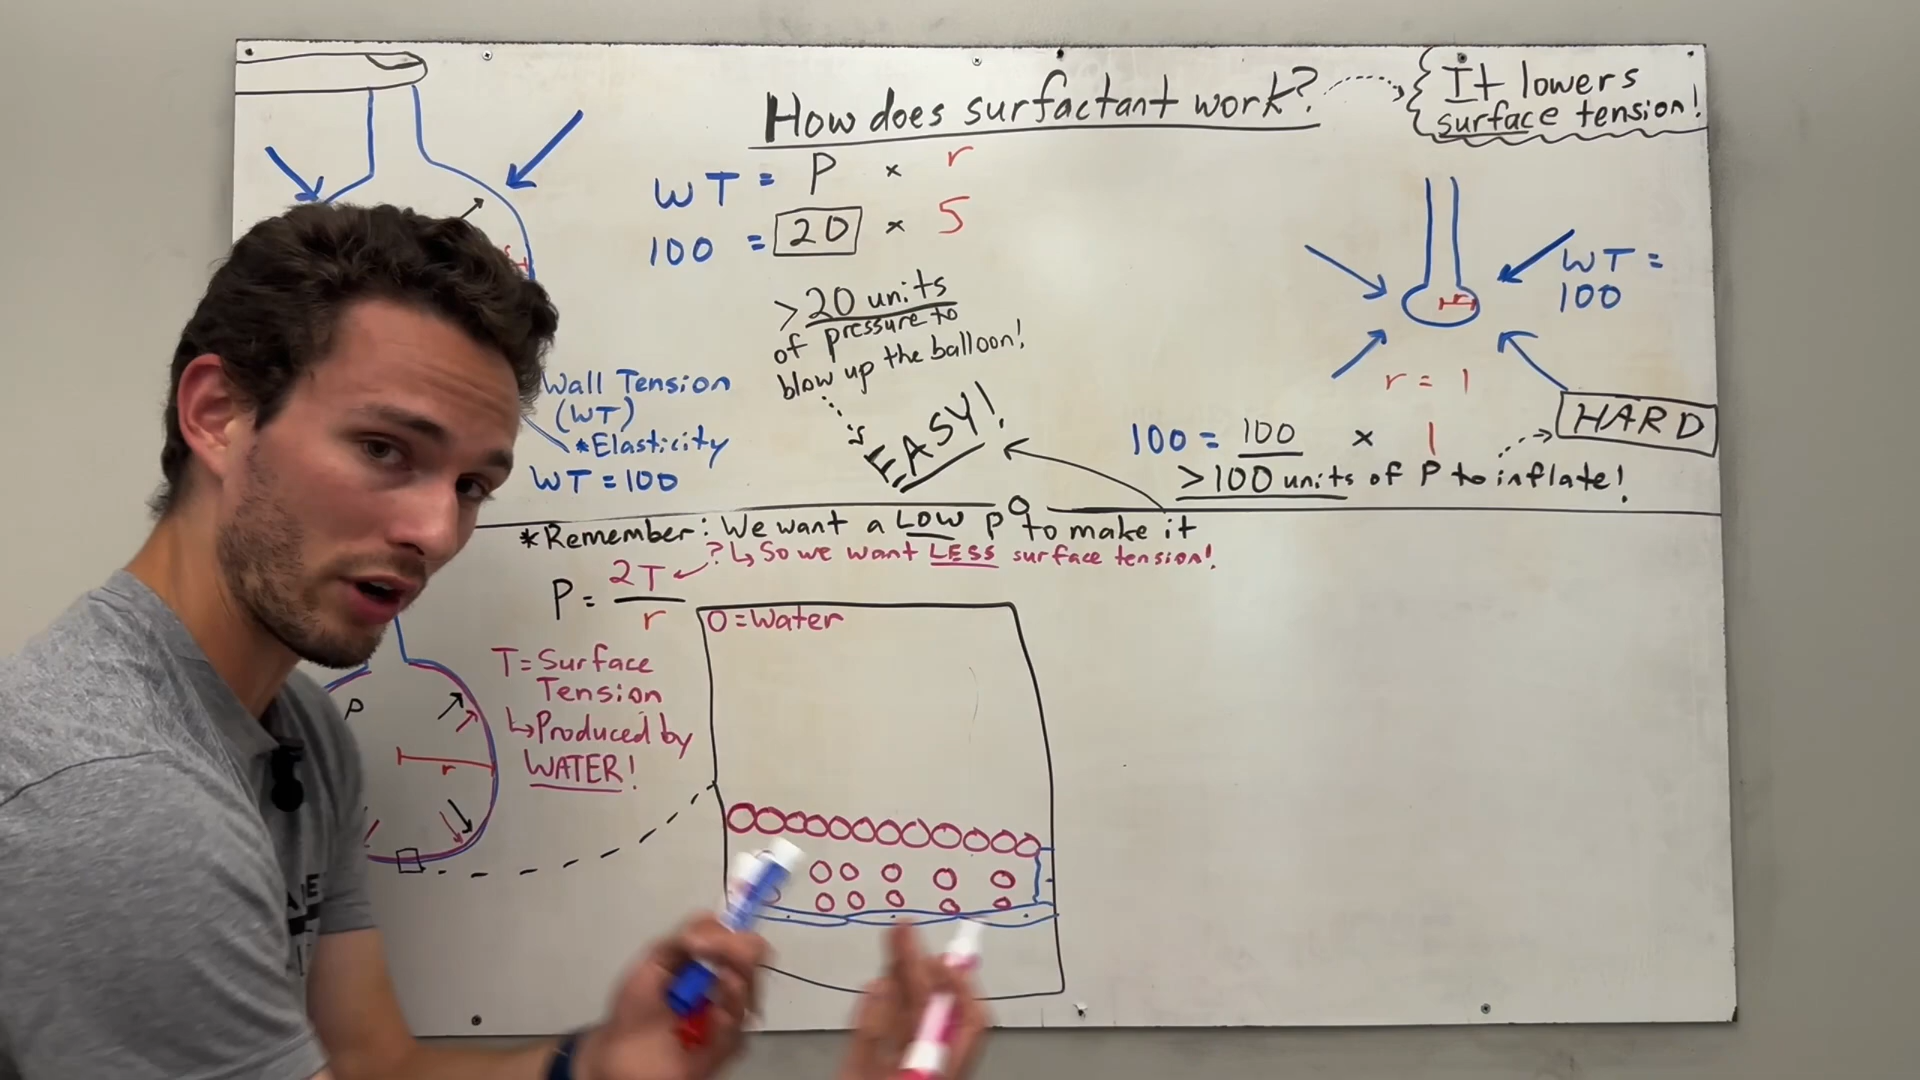 How does surfactant work?
It lowers
surface tension!
WT = P × r
100 = 20 × 5
>20 units
of pressure to
blow up the balloon!
is
EASY!
Wall Tension
(WT)
*Elasticity
WT = 100
WT =
100
r
r = 1
HARD
100 = 100 × 1
>100 units of P to inflate!
*Remember: We want a LOW P to make it
? ↳ So we want LESS surface tension!
P = 2T
r
T = Surface
Tension
↳ Produced by
WATER!
P
r
O = Water